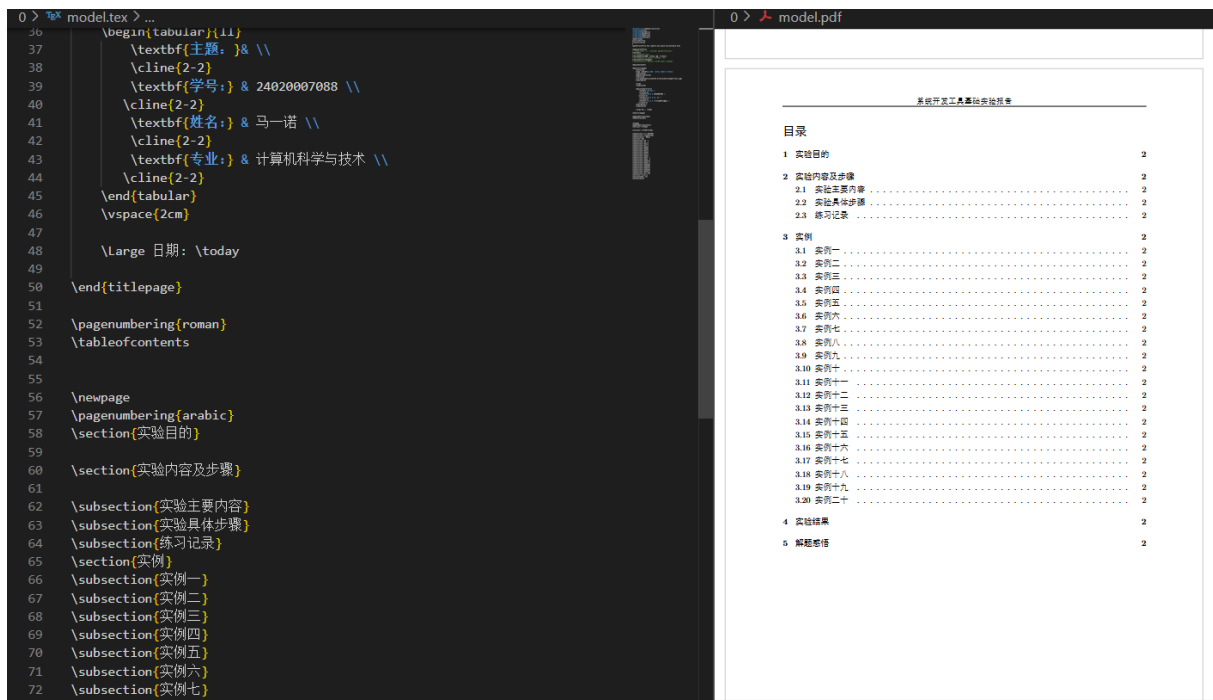 0 > TEX model.tex > ...
36 \begin{tabular}{ll}
37 \textbf{主题：}& \\
38 \cline{2-2}
39 \textbf{学号:} & 24020007088 \\
40 \cline{2-2}
41 \textbf{姓名:} & 马一诺 \\
42 \cline{2-2}
43 \textbf{专业:} & 计算机科学与技术 \\
44 \cline{2-2}
45 \end{tabular}
46 \vspace{2cm}
47
48 \Large 日期: \today
49
50 \end{titlepage}
51
52 \pagenumbering{roman}
53 \tableofcontents
54
55
56 \newpage
57 \pagenumbering{arabic}
58 \section{实验目的}
59
60 \section{实验内容及步骤}
61
62 \subsection{实验主要内容}
63 \subsection{实验具体步骤}
64 \subsection{练习记录}
65 \section{实例}
66 \subsection{实例一}
67 \subsection{实例二}
68 \subsection{实例三}
69 \subsection{实例四}
70 \subsection{实例五}
71 \subsection{实例六}
72 \subsection{实例七}
0 > model.pdf
系统开发工具基础实验报告
目录
1 实验目的 2
2 实验内容及步骤 2
2.1 实验主要内容 . . . . . . . . . . 2
2.2 实验具体步骤 . . . . . . . . . . 2
2.3 练习记录 . . . . . . . . . . 2
3 实例 2
3.1 实例一 . . . . . . . . . . 2
3.2 实例二 . . . . . . . . . . 2
3.3 实例三 . . . . . . . . . . 2
3.4 实例四 . . . . . . . . . . 2
3.5 实例五 . . . . . . . . . . 2
3.6 实例六 . . . . . . . . . . 2
3.7 实例七 . . . . . . . . . . 2
3.8 实例八 . . . . . . . . . . 2
3.9 实例九 . . . . . . . . . . 2
3.10 实例十 . . . . . . . . . . 2
3.11 实例十一 . . . . . . . . . . 2
3.12 实例十二 . . . . . . . . . . 2
3.13 实例十三 . . . . . . . . . . 2
3.14 实例十四 . . . . . . . . . . 2
3.15 实例十五 . . . . . . . . . . 2
3.16 实例十六 . . . . . . . . . . 2
3.17 实例十七 . . . . . . . . . . 2
3.18 实例十八 . . . . . . . . . . 2
3.19 实例十九 . . . . . . . . . . 2
3.20 实例二十 . . . . . . . . . . 2
4 实验结果 2
5 解题感悟 2